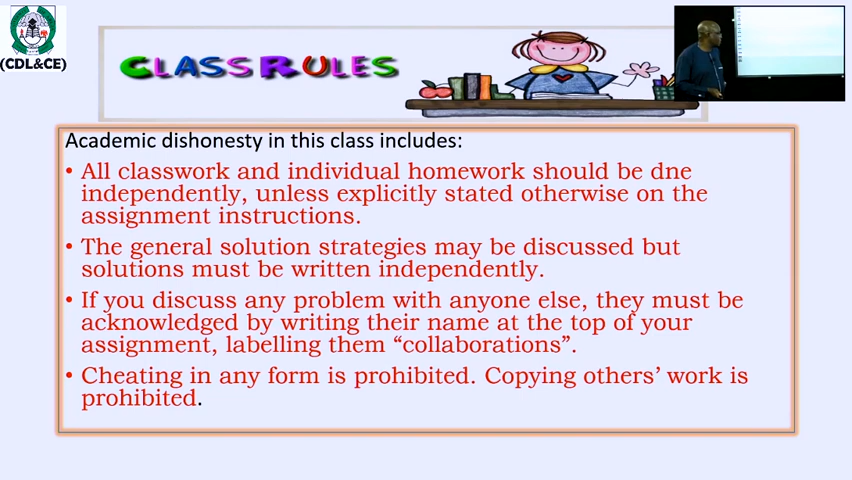 (CDL&CE)
CLASS RULES
Academic dishonesty in this class includes:
• All classwork and individual homework should be dne
independently, unless explicitly stated otherwise on the
assignment instructions.
• The general solution strategies may be discussed but
solutions must be written independently.
• If you discuss any problem with anyone else, they must be
acknowledged by writing their name at the top of your
assignment, labelling them “collaborations”.
• Cheating in any form is prohibited. Copying others’ work is
prohibited.